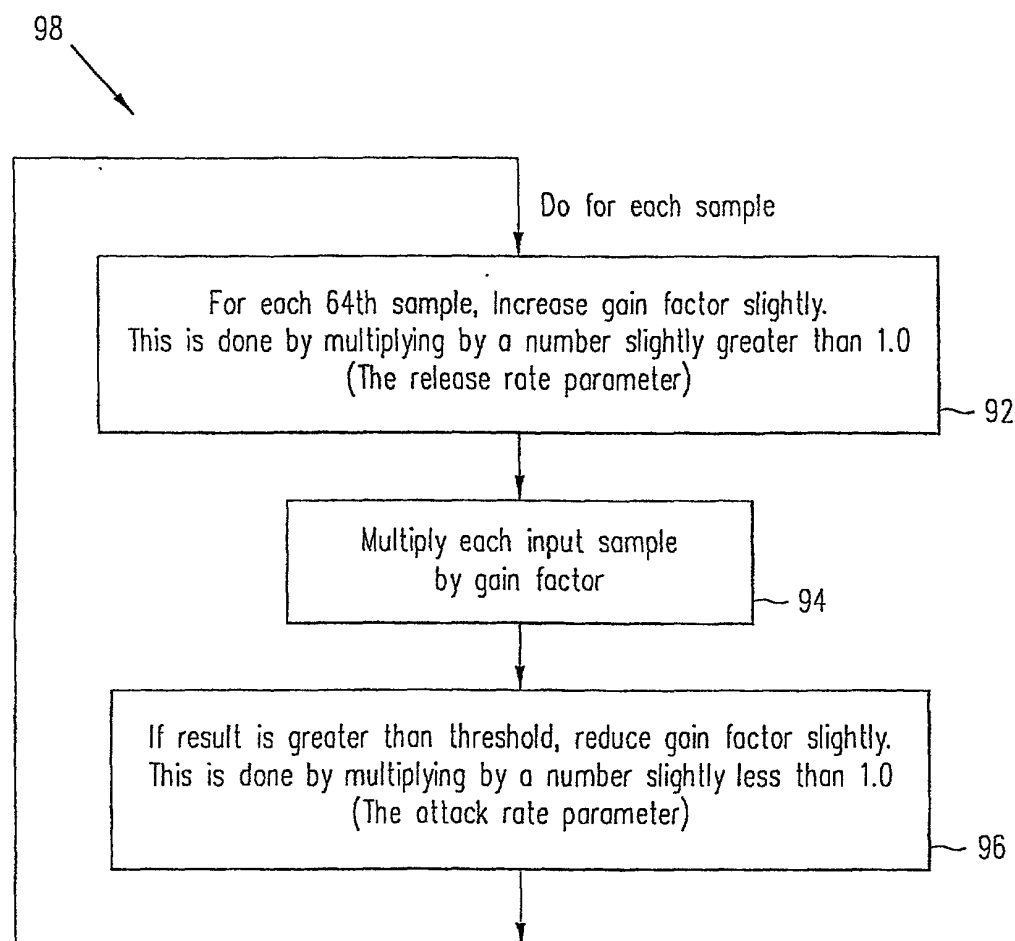 98
Do for each sample
For each 64th sample, Increase gain factor slightly.
This is done by multiplying by a number slightly greater than 1.0
(The release rate parameter)
92
Multiply each input sample
by gain factor
94
If result is greater than threshold, reduce gain factor slightly.
This is done by multiplying by a number slightly less than 1.0
(The attack rate parameter)
96